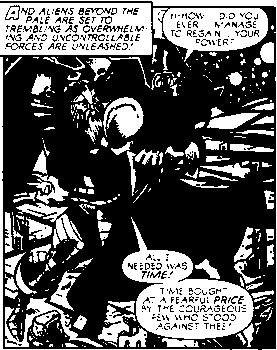 AND ALIENS BEYOND THE
PALE ARE SET TO
TREMBLING AS OVERWHELM-
ING AND UNCONTROLLABLE
FORCES ARE UNLEASHED!
H-HOW DID YOU
EVER MANAGE
TO REGAIN YOUR
POWER?
ALL I
NEEDED WAS
TIME!
TIME BOUGHT
AT A FEARFUL PRICE
BY THE COURAGEOUS
FEW WHO STOOD
AGAINST THEE!